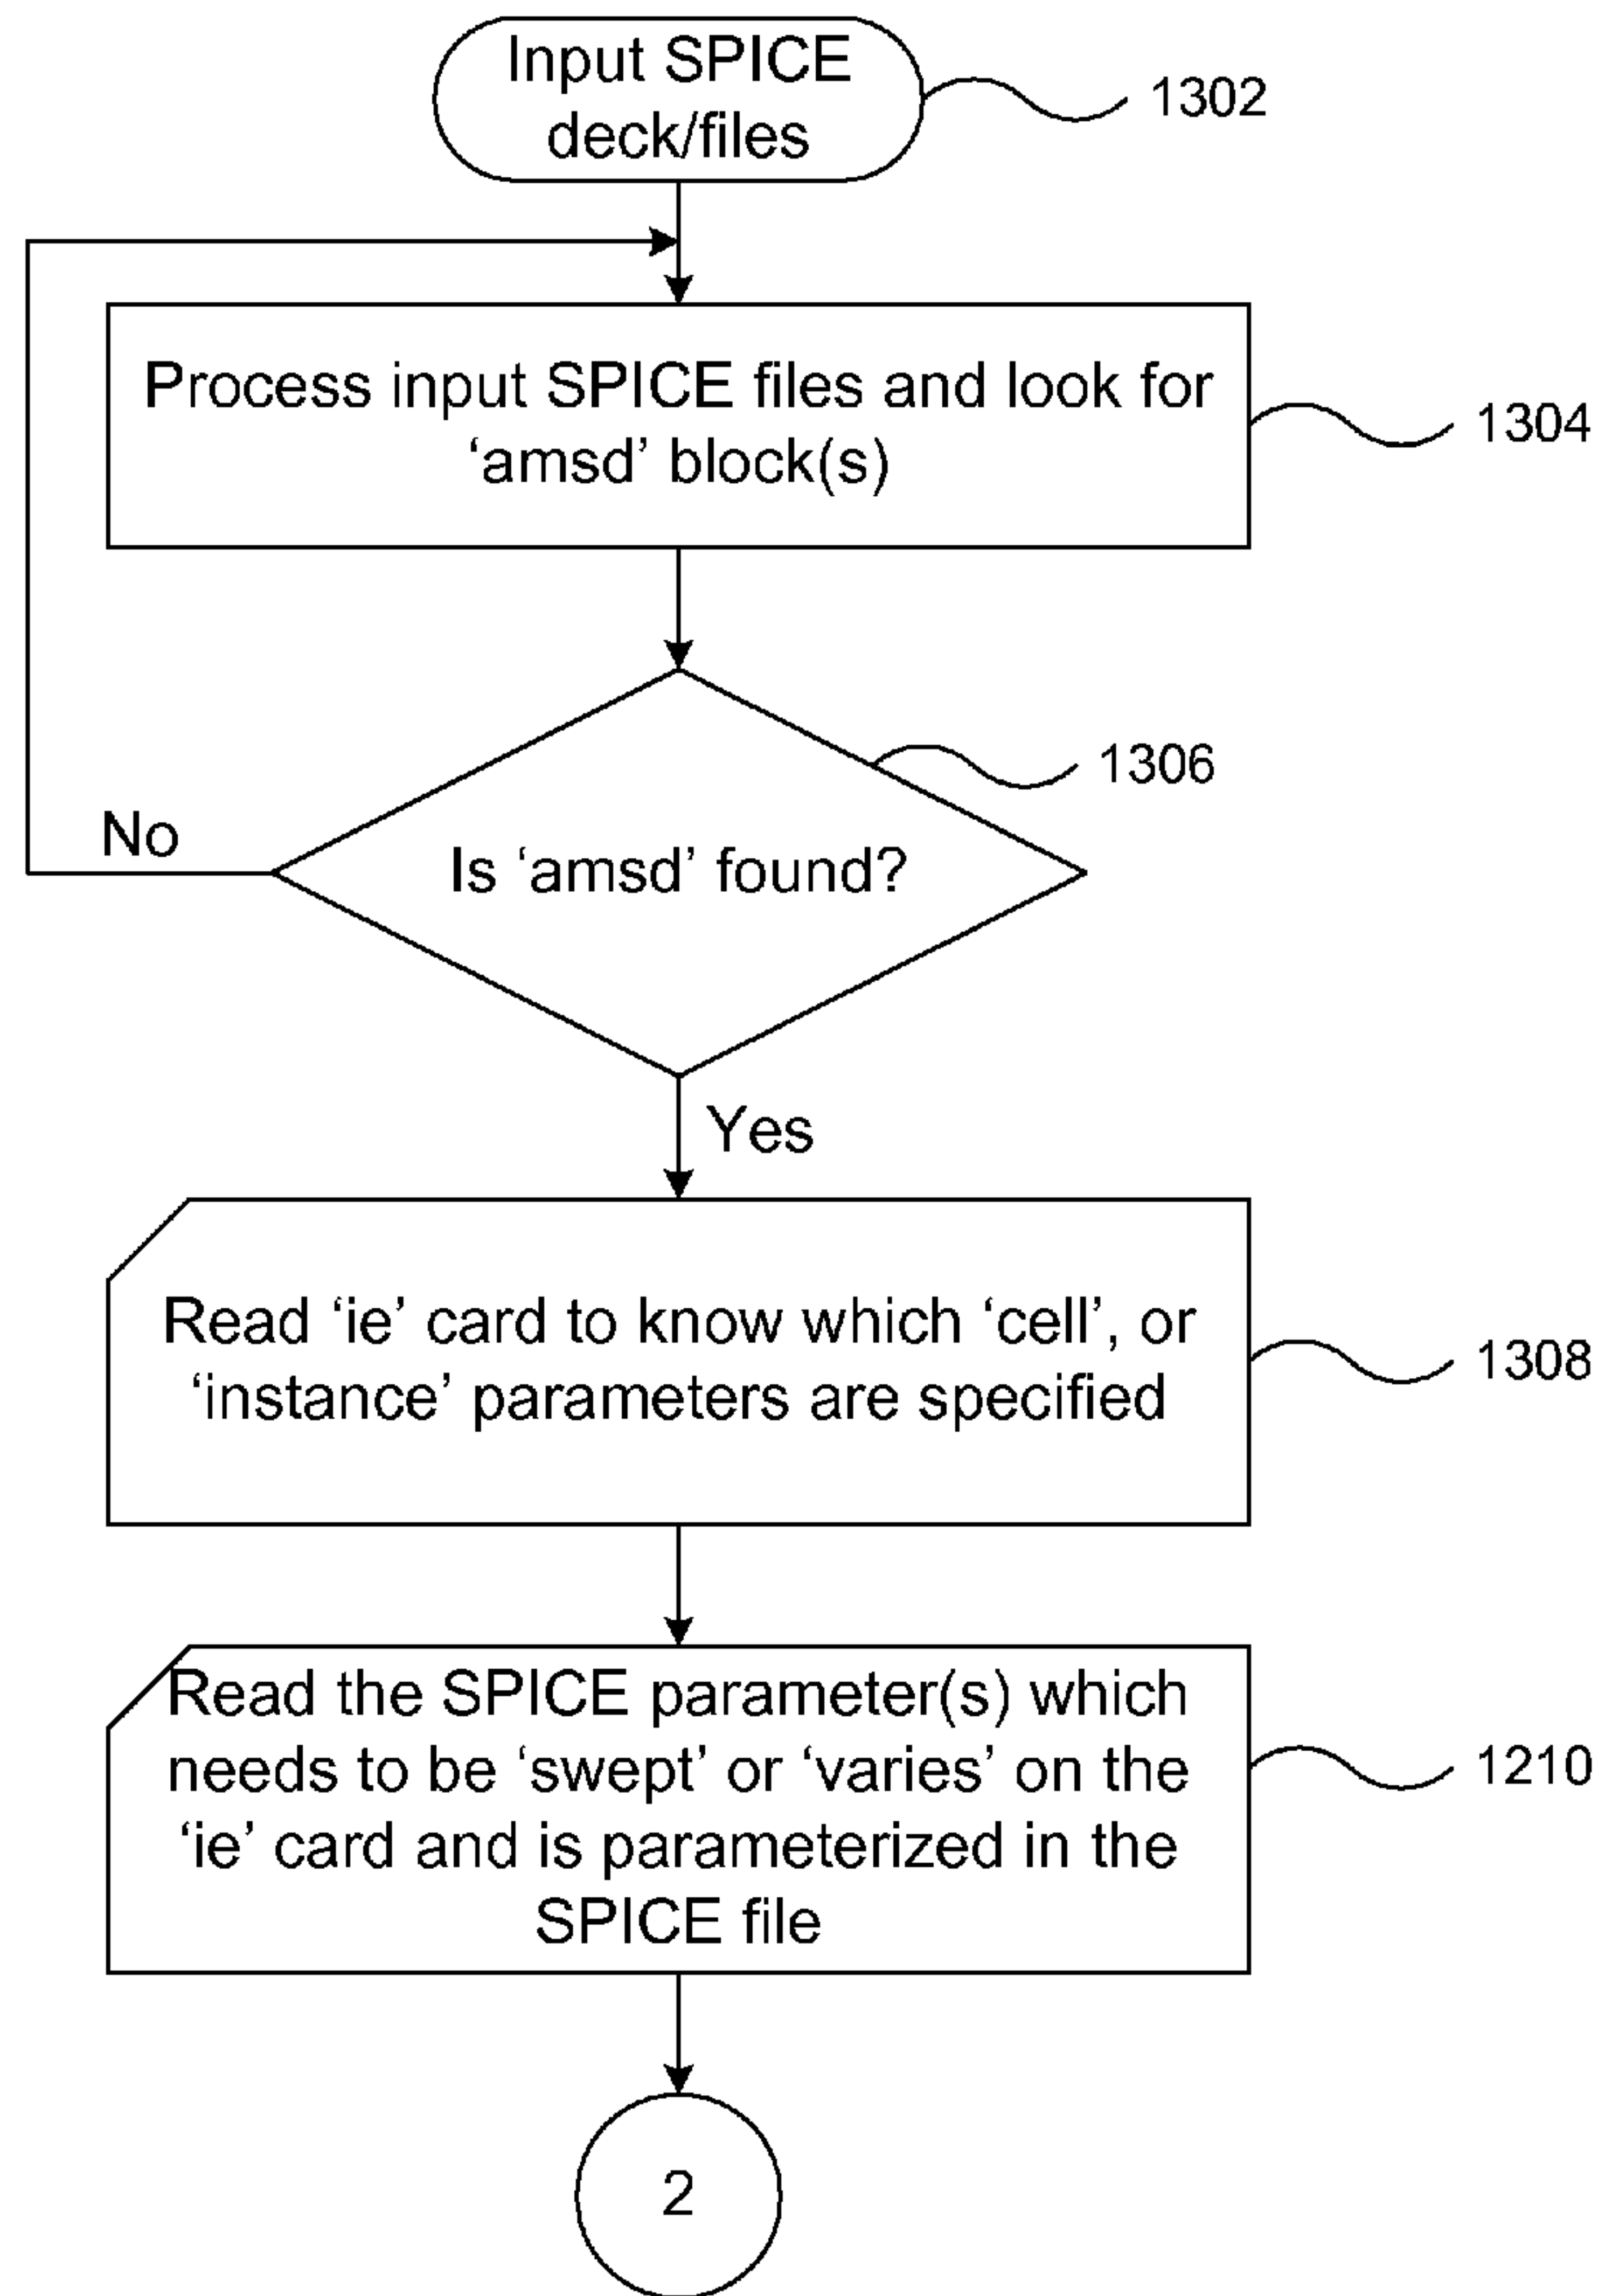 Input SPICE
deck/files
1302
Process input SPICE files and look for
‘amsd’ block(s)
1304
1306
Is ‘amsd’ found?
No
Yes
Read ‘ie’ card to know which ‘cell’, or
‘instance’ parameters are specified
1308
Read the SPICE parameter(s) which
needs to be ‘swept’ or ‘varies’ on the
‘ie’ card and is parameterized in the
SPICE file
1210
2